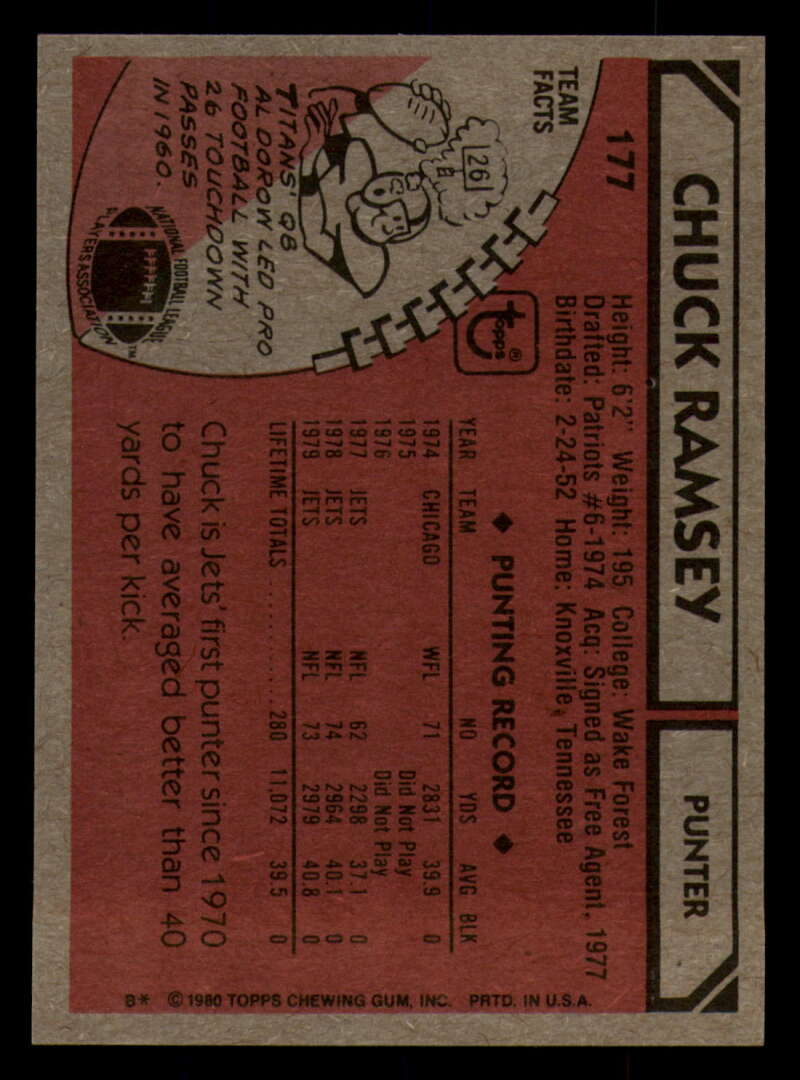 CHUCK RAMSEY
PUNTER
177
Height: 6'2" Weight: 195 College: Wake Forest
Drafted: Patriots #6-1974 Acq: Signed as Free Agent, 1977
Birthdate: 2-24-52 Home: Knoxville, Tennessee
TEAM
FACTS
26
TITANS' QB
AL DOROW LED PRO
FOOTBALL WITH
26 TOUCHDOWN
PASSES
IN 1960.
NATIONAL FOOTBALL LEAGUE
PLAYERS ASSOCIATION
TM
topps®
◆ PUNTING RECORD ◆
YEAR TEAM NO YDS AVG BLK
1974 CHICAGO WFL 71 2831 39.9 0
1975 Did Not Play
1976 Did Not Play
1977 JETS NFL 62 2298 37.1 0
1978 JETS NFL 74 2964 40.1 0
1979 JETS NFL 73 2979 40.8 0
LIFETIME TOTALS ............ 280 11,072 39.5 0
Chuck is Jets' first punter since 1970
to have averaged better than 40
yards per kick.
B* © 1980 TOPPS CHEWING GUM, INC. PRTD. IN U.S.A.